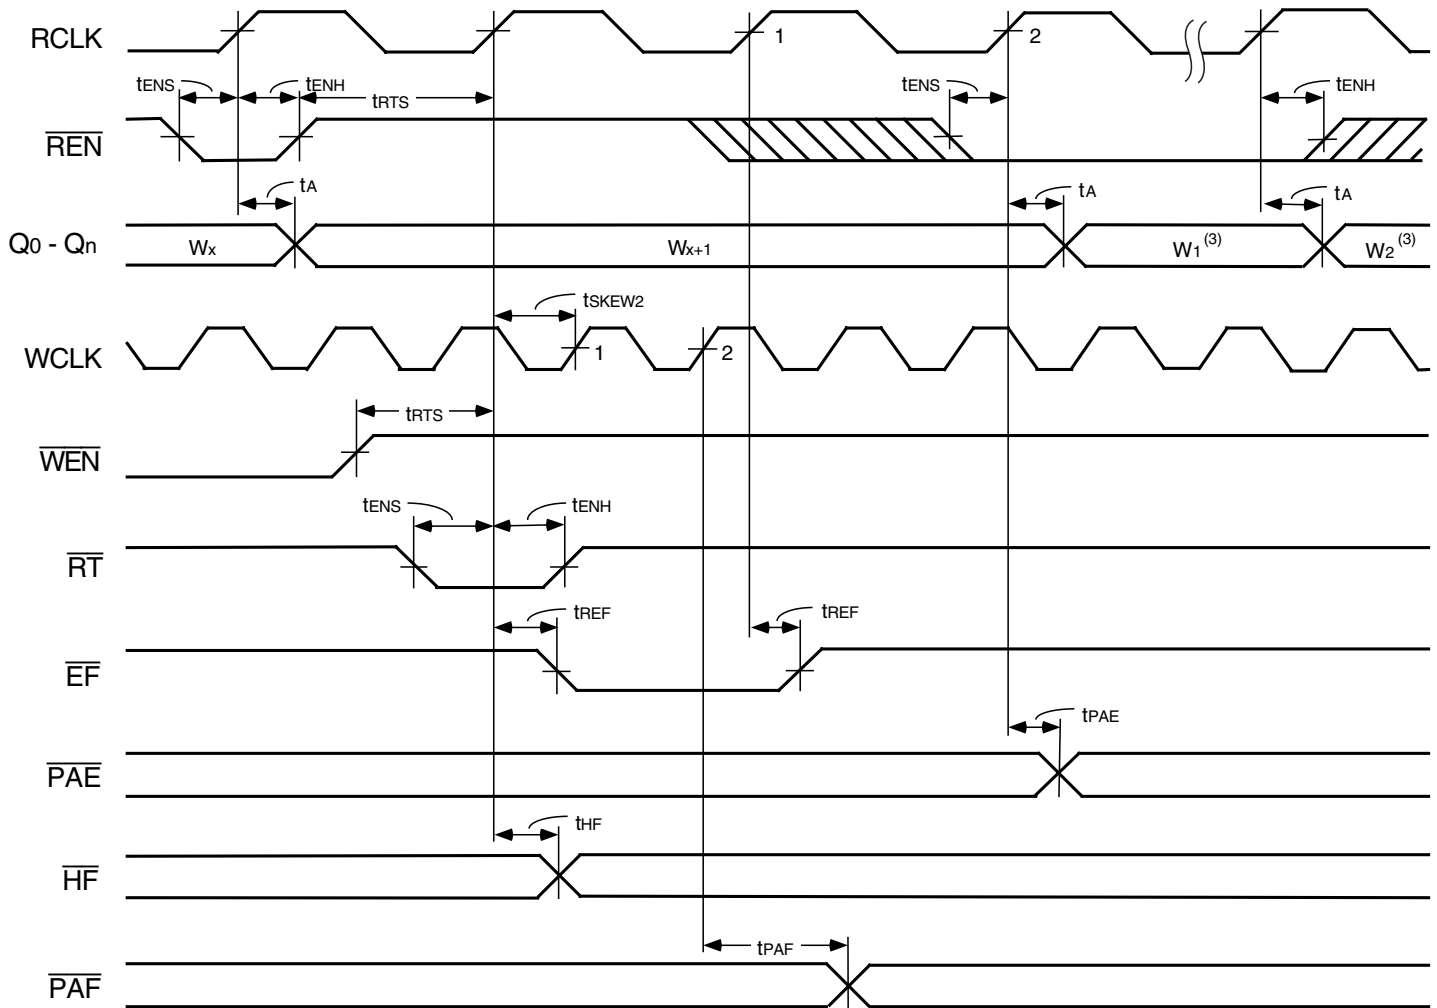 RCLK
1
2
tENS
tENH
tRTS
tENS
tENH
REN
tA
tA
tA
Q0 - Qn
Wx
Wx+1
W1(3)
W2(3)
tSKEW2
WCLK
1
2
tRTS
WEN
tENS
tENH
RT
tREF
tREF
EF
tPAE
PAE
tHF
HF
tPAF
PAF